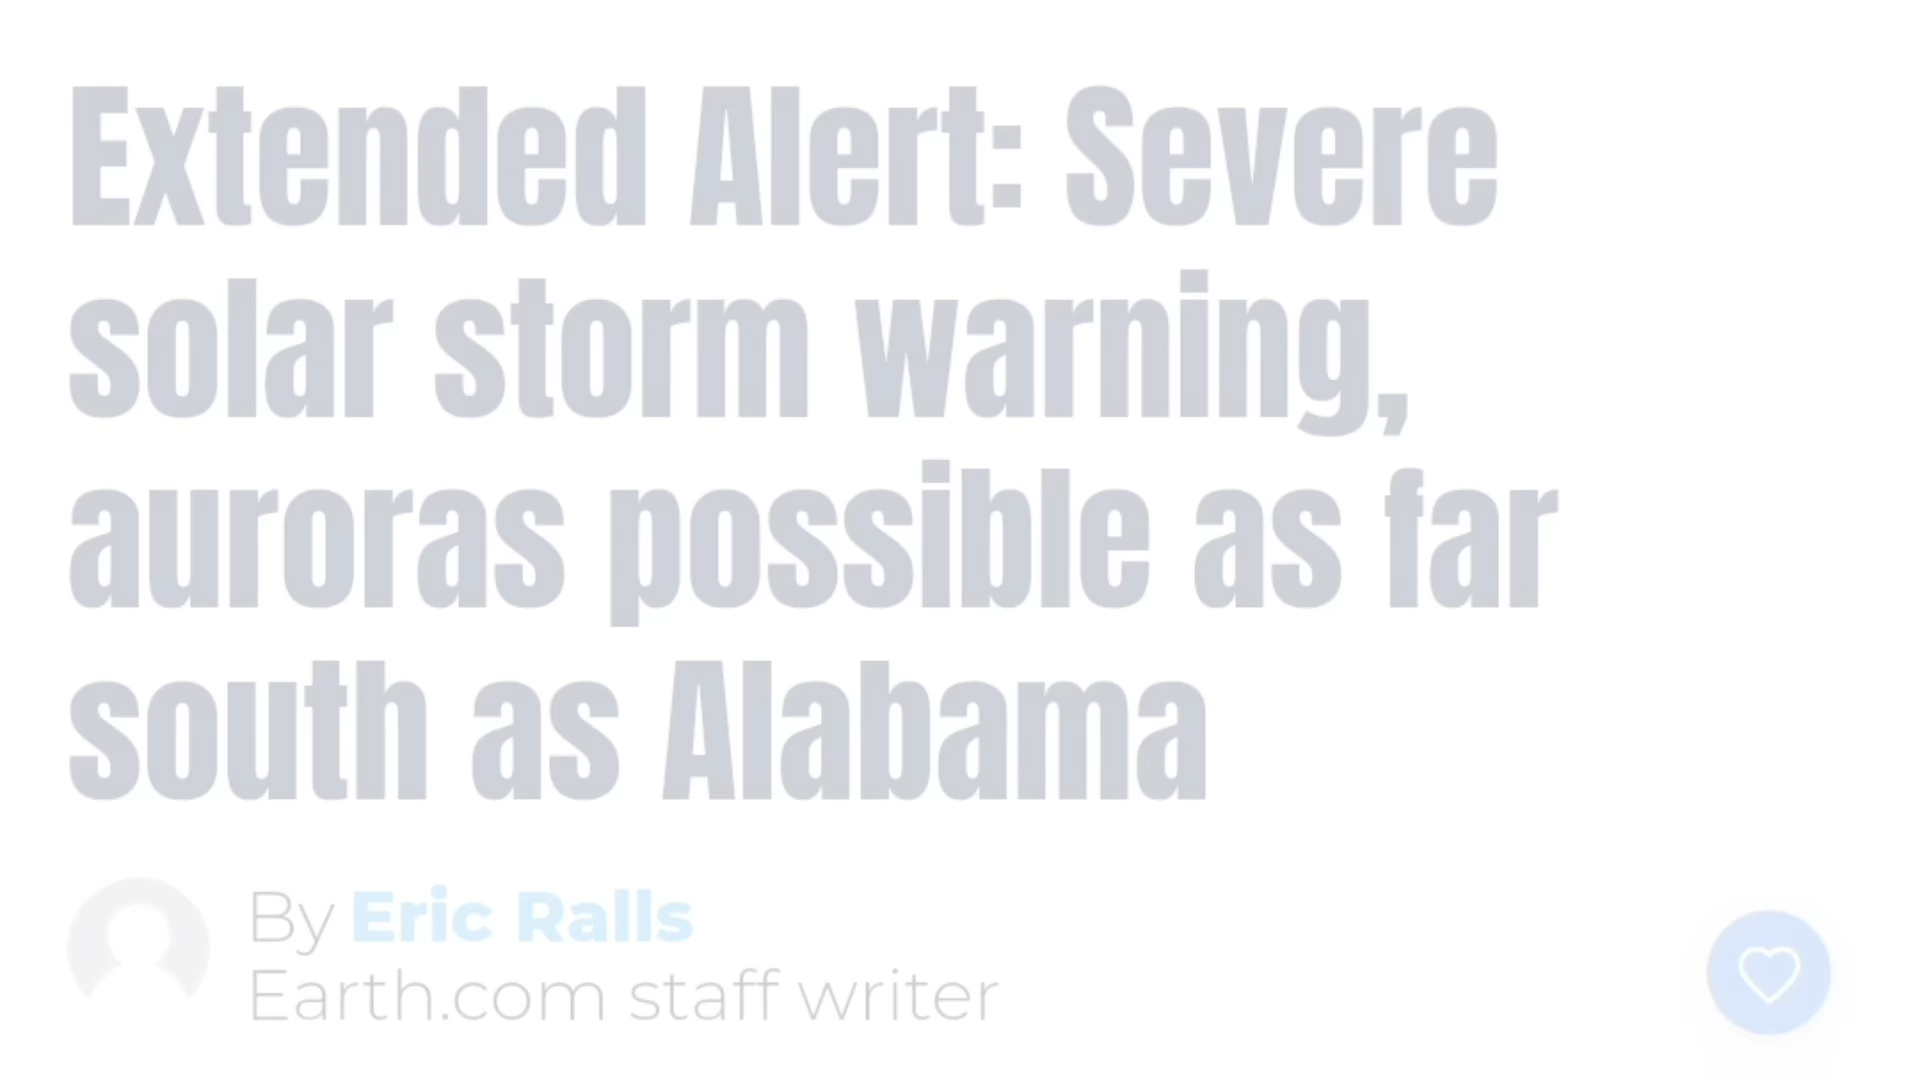 Extended Alert: Severe
solar storm warning,
auroras possible as far
south as Alabama
By Eric Ralls
Earth.com staff writer